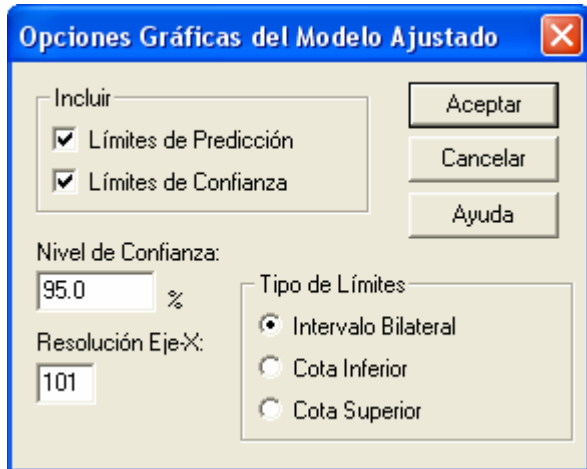 Opciones Gráficas del Modelo Ajustado
Incluir
Límites de Predicción
Límites de Confianza
Aceptar
Cancelar
Ayuda
Nivel de Confianza:
95.0 %
Resolución Eje-X:
101
Tipo de Límites
Intervalo Bilateral
Cota Inferior
Cota Superior